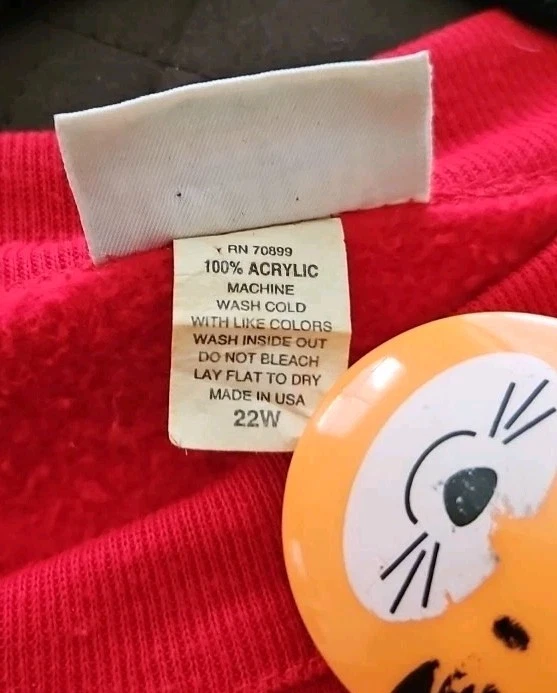 RN 70899
100% ACRYLIC
MACHINE
WASH COLD
WITH LIKE COLORS
WASH INSIDE OUT
DO NOT BLEACH
LAY FLAT TO DRY
MADE IN USA
22W